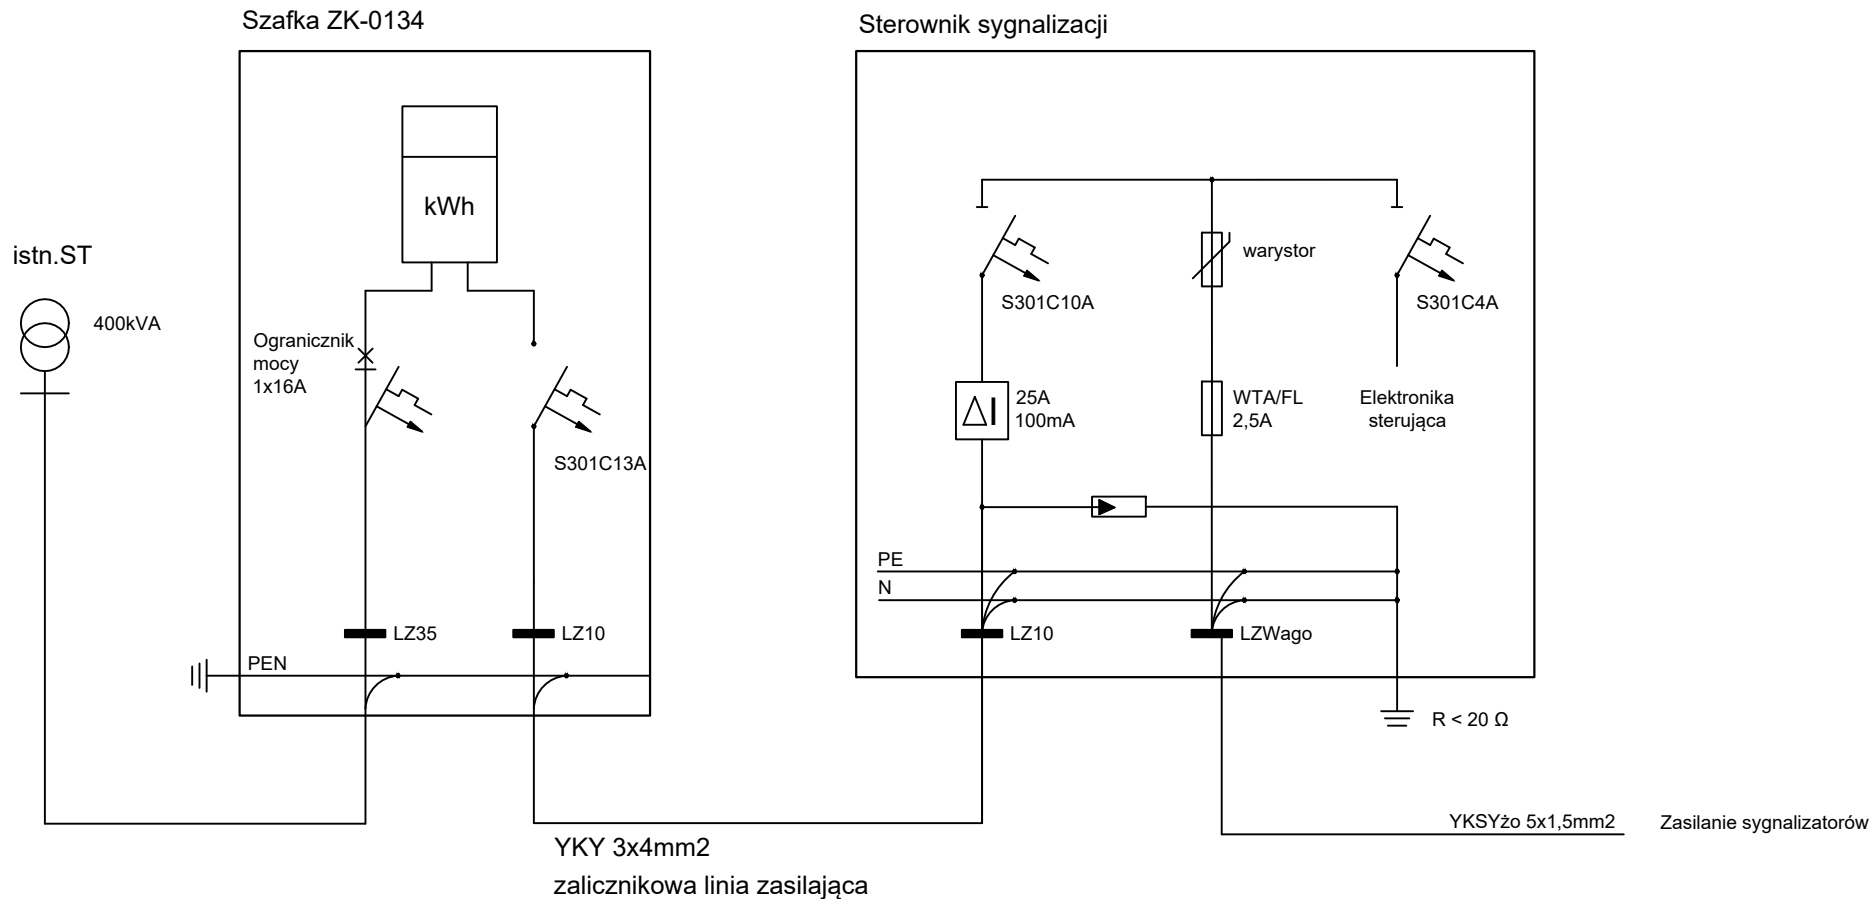 Szafka ZK-0134
Sterownik sygnalizacji
kWh
istn.ST
400kVA
Ogranicznik
mocy
1x16A
S301C13A
LZ35
LZ10
PEN
YKY 3x4mm2
zalicznikowa linia zasilająca
warystor
S301C10A
S301C4A
ΔI
25A
100mA
WTA/FL
2,5A
Elektronika
sterująca
PE
N
LZ10
LZWago
R < 20 Ω
YKSYżo 5x1,5mm2
Zasilanie sygnalizatorów